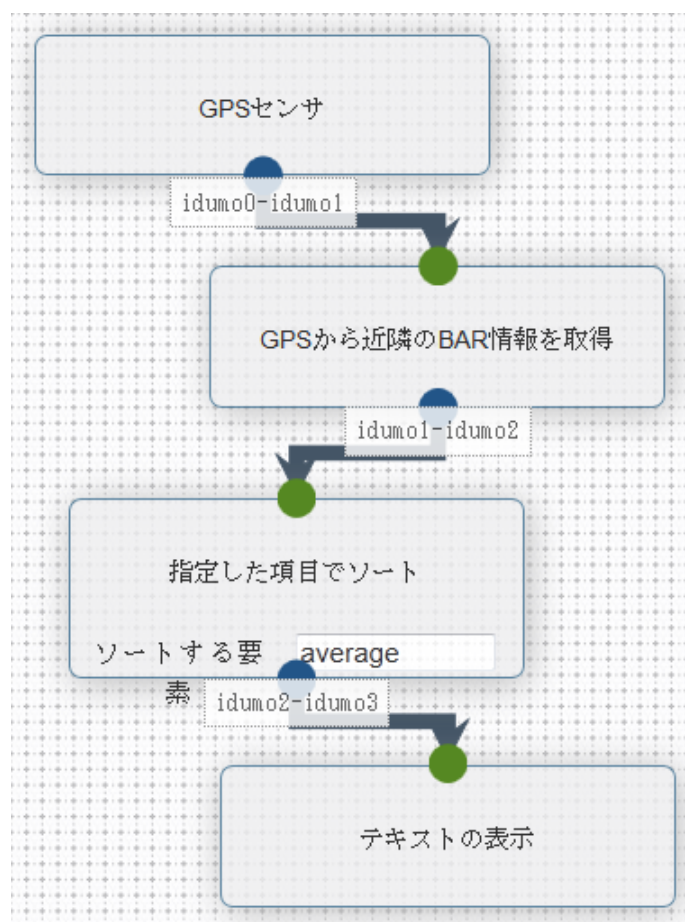 GPSセンサ
idumo0-idumo1
GPSから近隣のBAR情報を取得
idumo1-idumo2
指定した項目でソート
ソートする要
average
素
idumo2-idumo3
テキストの表示